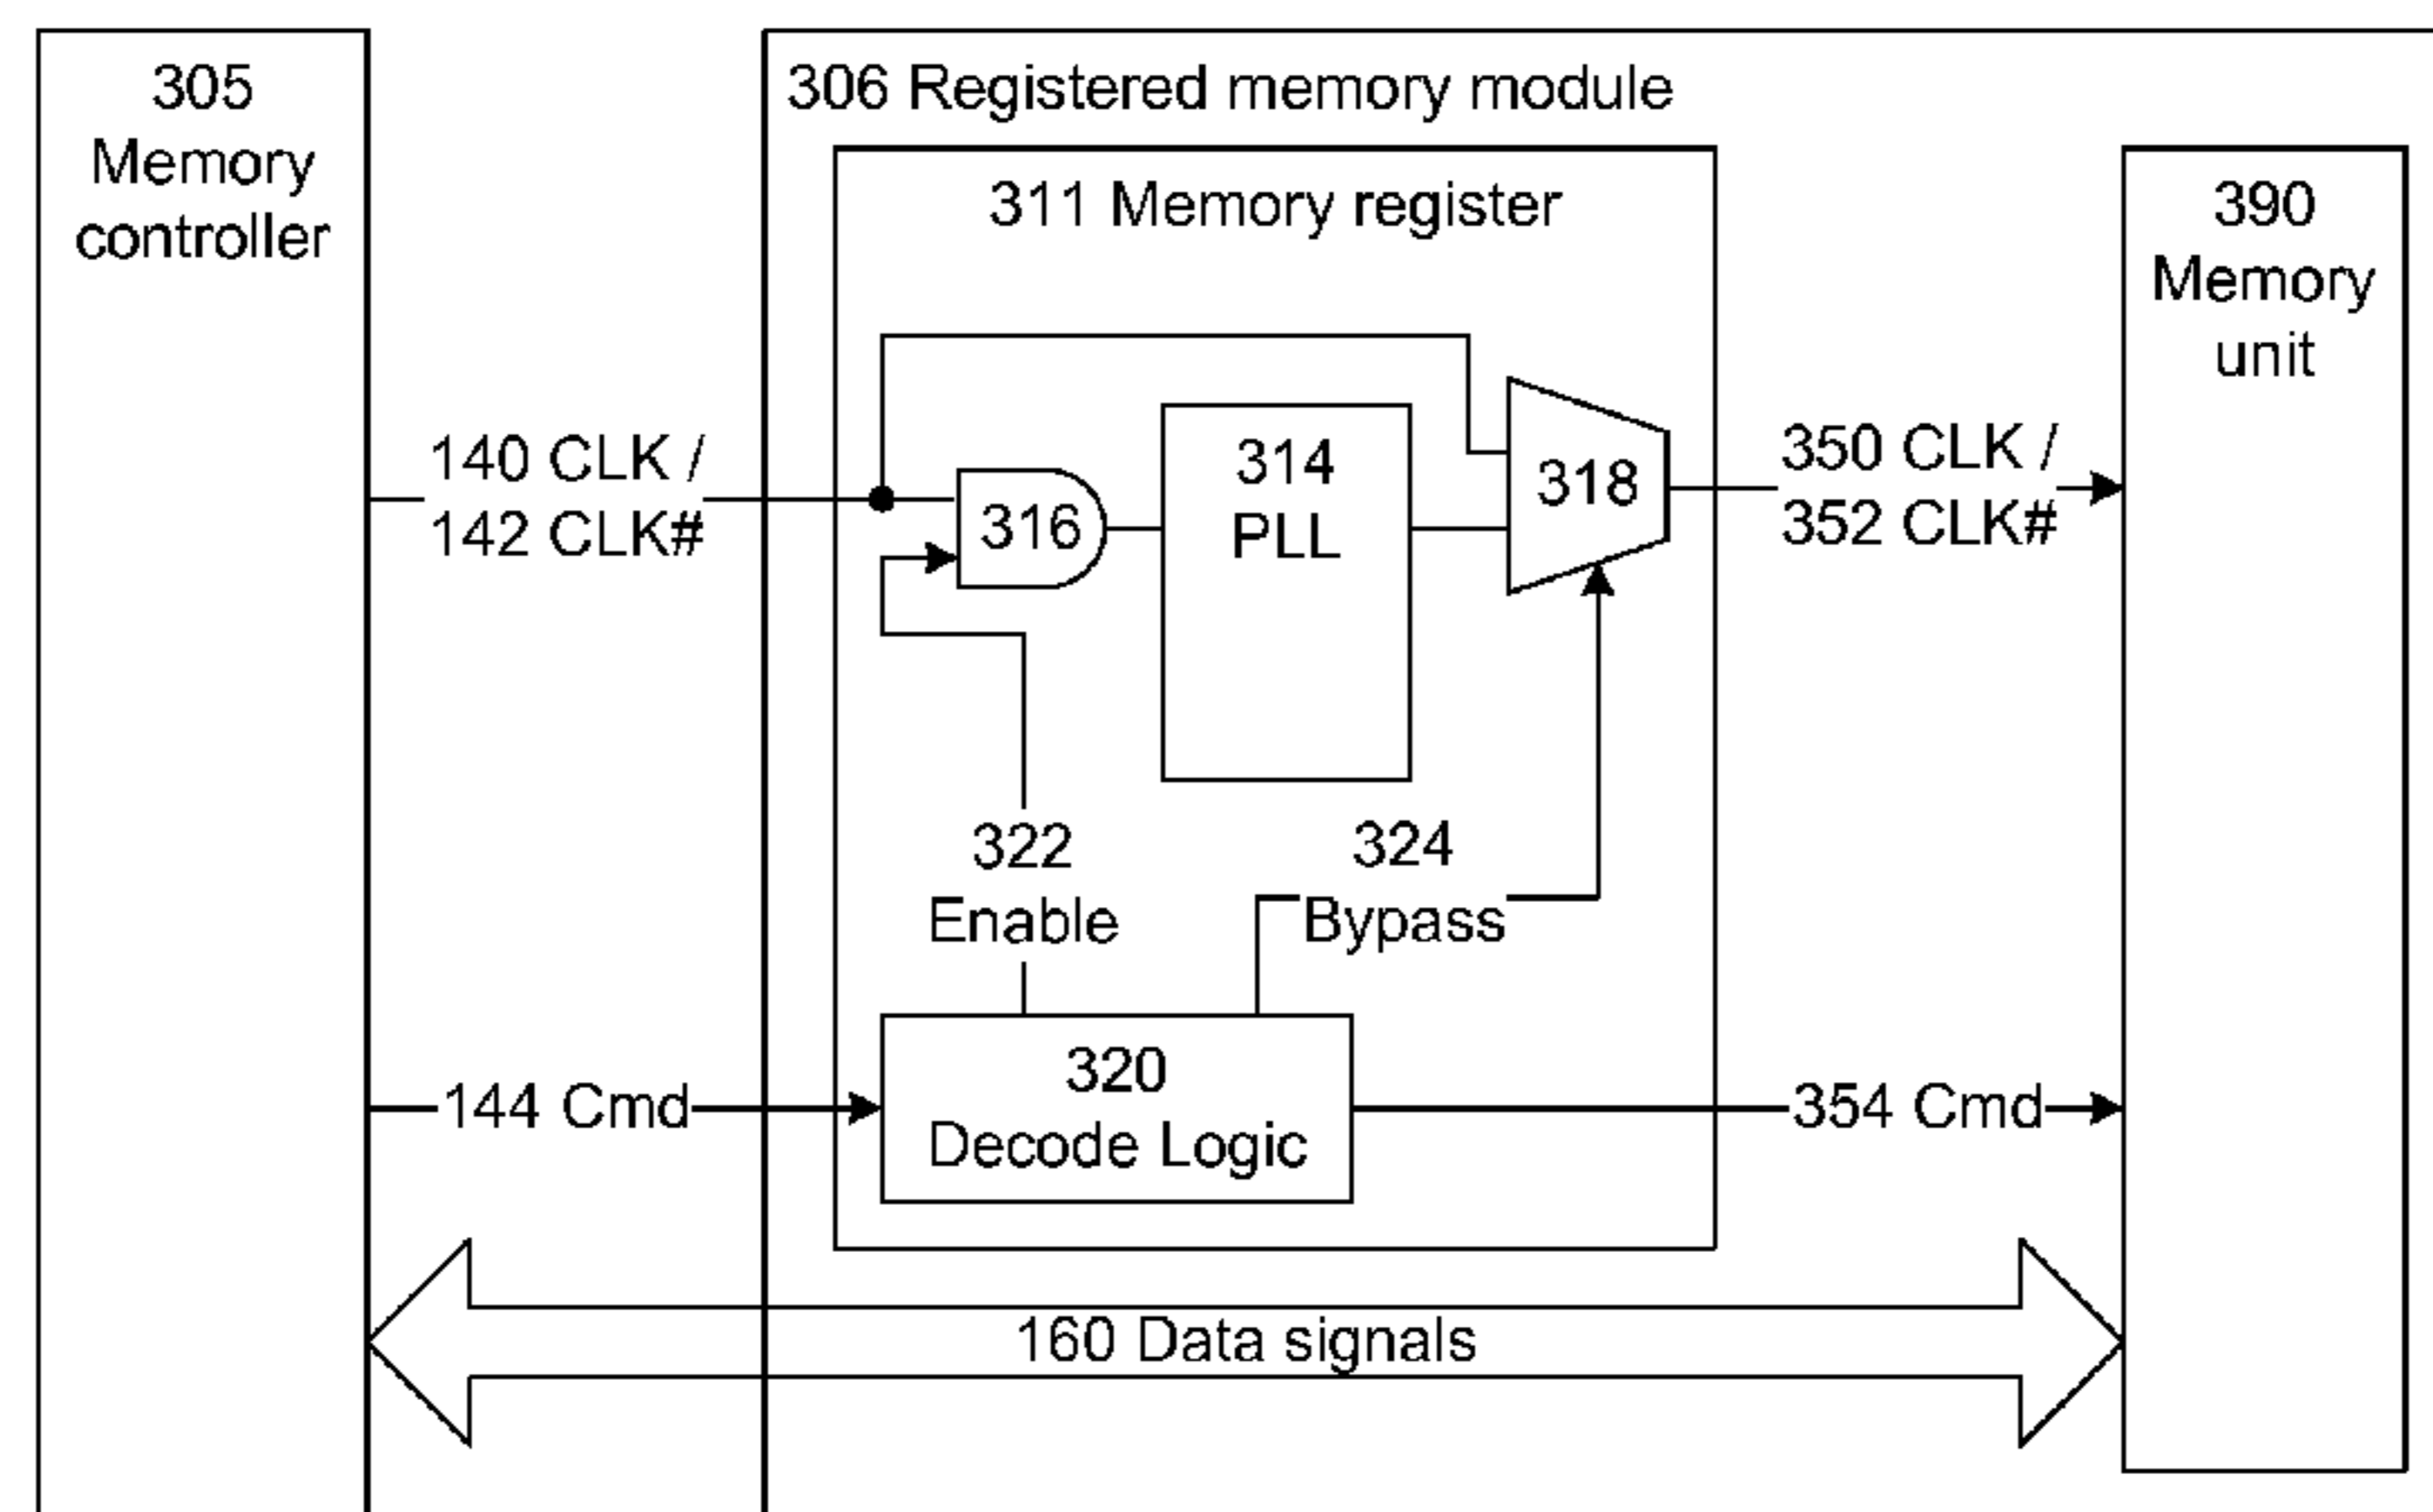 305
Memory
controller
306 Registered memory module
311 Memory register
390
Memory
unit
140 CLK /
142 CLK#
316
314
PLL
318
350 CLK /
352 CLK#
322
Enable
324
Bypass
144 Cmd
320
Decode Logic
354 Cmd
160 Data signals